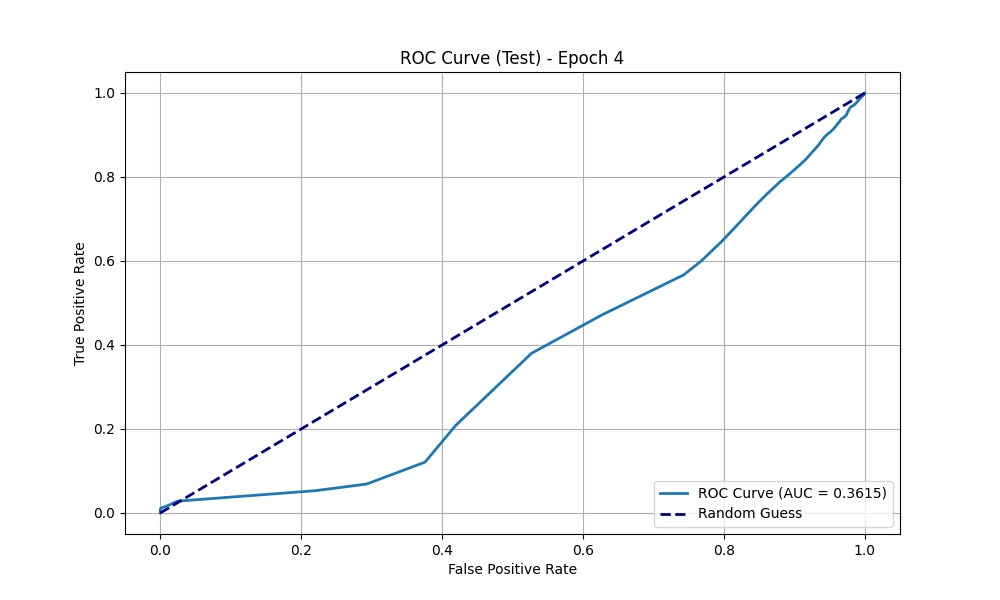 ROC Curve (Test) - Epoch 4
True Positive Rate
1.0
0.8
0.6
0.4
0.2
0.0
ROC Curve (AUC = 0.3615)
Random Guess
0.0 0.2 0.4 0.6 0.8 1.0
False Positive Rate